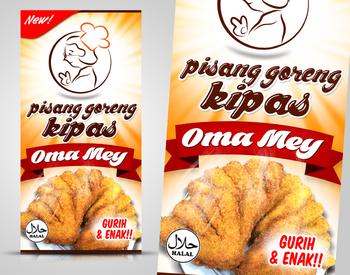 New!
pisang goreng
kipas
Oma Mey
حلال
HALAL
GURIH
& ENAK!!
pisang goreng
kipas
Oma Mey
حلال
HALAL
GURIH
& ENAK!!